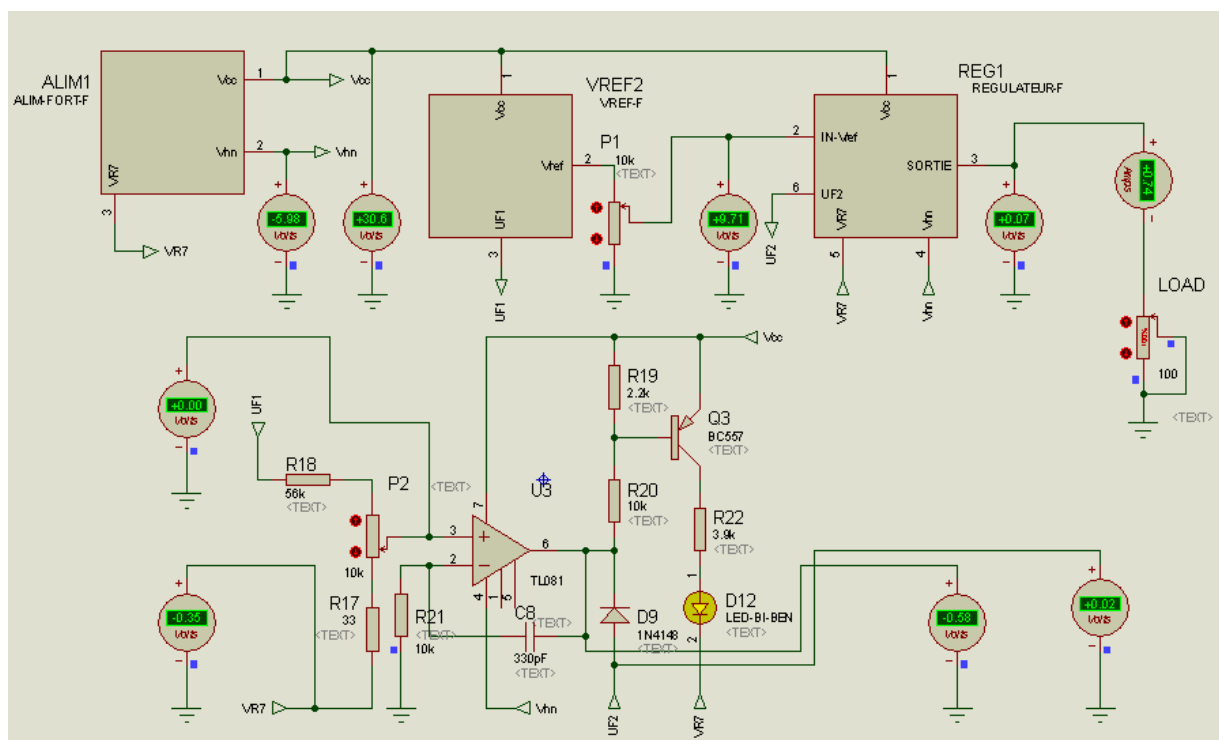 ALIM1
ALIM-FORT-F
Vcc
1
Vcc
Vnn
2
Vnn
VR7
3
VR7
-5.98
Volts
+30.6
Volts
VREF2
VREF-F
1
Vcc
Vref
2
UF1
3
UF1
P1
10k
<TEXT>
+9.71
Volts
REG1
REGULATEUR-F
1
Vcc
2
IN-Vref
SORTIE
3
6
UF2
UF2
VR7
5
VR7
Vnn
4
Vnn
+0.07
Volts
+0.74
Amps
LOAD
100
<TEXT>
+0.00
Volts
UF1
R18
56k
<TEXT>
P2
10k
<TEXT>
-0.35
Volts
R17
33
<TEXT>
VR7
R21
10k
<TEXT>
U3
TL081
3
2
6
7
4
1
5
C8
330pF
<TEXT>
<TEXT>
Vnn
Vcc
R19
2.2k
<TEXT>
Q3
BC557
<TEXT>
R20
10k
<TEXT>
R22
3.9k
<TEXT>
D9
1N4148
<TEXT>
UF2
1
D12
LED-BI-BEN
<TEXT>
2
VR7
-0.58
Volts
+0.02
Volts